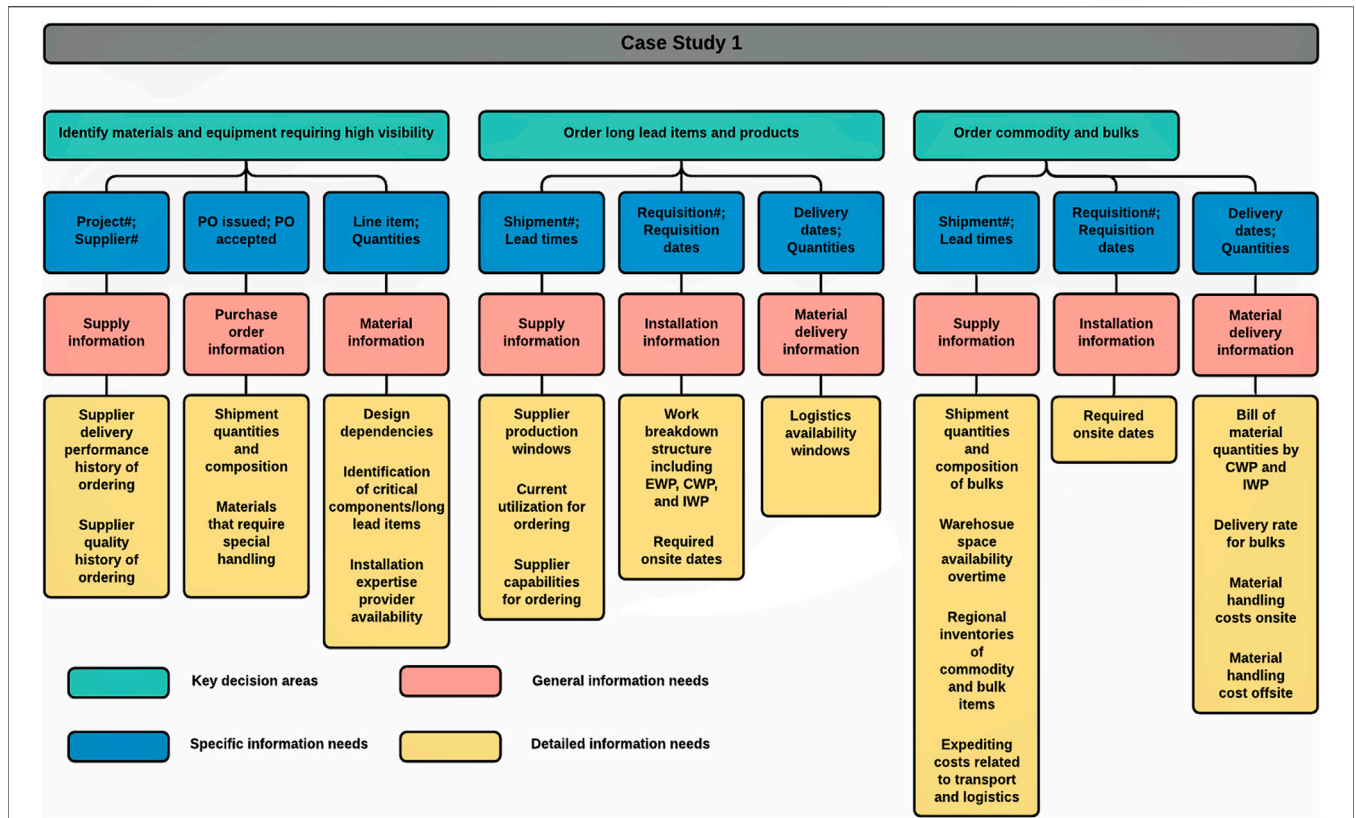 Case Study 1
Identify materials and equipment requiring high visibility
Order long lead items and products
Order commodity and bulks
Project#;
Supplier#
PO issued; PO
accepted
Line item;
Quantities
Shipment#;
Lead times
Requisition#;
Requisition
dates
Delivery
dates;
Quantities
Shipment#;
Lead times
Requisition#;
Requisition
dates
Delivery
dates;
Quantities
Supply
information
Purchase
order
information
Material
information
Supply
information
Installation
information
Material
delivery
information
Supply
information
Installation
information
Material
delivery
information
Supplier
delivery
performance
history of
ordering
Supplier
quality
history of
ordering
Shipment
quantities
and
composition
Materials
that require
special
handling
Design
dependencies
Identification
of critical
components/long
lead items
Installation
expertise
provider
availability
Supplier
production
windows
Current
utilization for
ordering
Supplier
capabilities
for ordering
Work
breakdown
structure
including
EWP, CWP,
and IWP
Required
onsite dates
Logistics
availability
windows
Shipment
quantities
and
composition
of bulks
Warehosue
space
availability
overtime
Regional
inventories
of
commodity
and bulk
items
Expediting
costs related
to transport
and logistics
Required
onsite dates
Bill of
material
quantities by
CWP and
IWP
Delivery rate
for bulks
Material
handling
costs onsite
Material
handling
cost offsite
Key decision areas
General information needs
Specific information needs
Detailed information needs